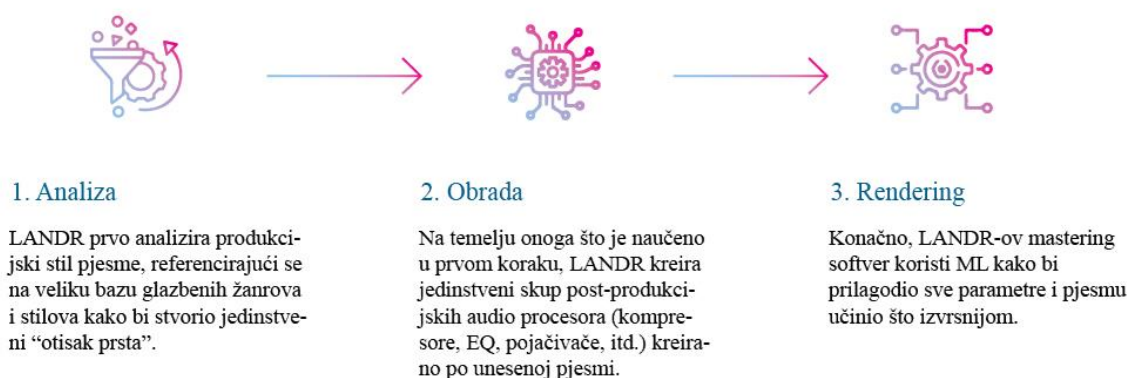 1. Analiza
LANDR prvo analizira produkci-
jski stil pjesme, referencirajući se
na veliku bazu glazbenih žanrova
i stilova kako bi stvorio jedinstve-
ni “otisak prsta”.
2. Obrada
Na temelju onoga što je naučeno
u prvom koraku, LANDR kreira
jedinstveni skup post-produkci-
jskih audio procesora (kompre-
sore, EQ, pojačivače, itd.) kreira-
no po unesenoj pjesmi.
3. Rendering
Konačno, LANDR-ov mastering
softver koristi ML kako bi
prilagodio sve parametre i pjesmu
učinio što izvrsnijom.